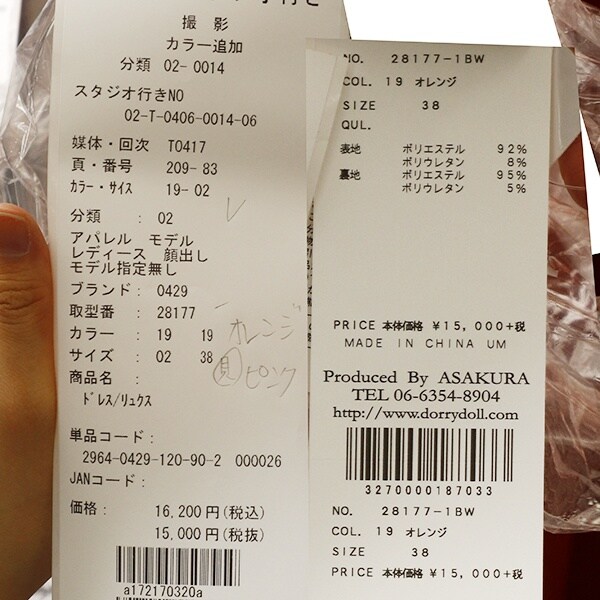 撮 影
カラー追加
分類 02-0014
スタジオ行きNO
02-T-0406-0014-06
媒体・回次 T0417
頁・番号 209-83
カラー・サイズ 19-02
分類 : 02
アパレル モデル
レディース 顔出し
モデル指定無し
ブランド: 0429
取型番 : 28177
カラー : 19 19
オレンジ
サイズ : 02 38
見 ピンク
商品名 :
ドレス/リュクス
単品コード:
2964-0429-120-90-2 000026
JANコード:
価格: 16,200円(税込)
15,000円(税抜)
a172170320a
NO. 28177-1BW
COL. 19 オレンジ
SIZE 38
QUL.
表地 ポリエステル 92%
ポリウレタン 8%
裏地 ポリエステル 95%
ポリウレタン 5%
PRICE 本体価格 ¥15,000+税
MADE IN CHINA UM
Produced By ASAKURA
TEL 06-6354-8904
http://www.dorrydoll.com
3270000187033
NO. 28177-1BW
COL. 19 オレンジ
SIZE 38
PRICE 本体価格 ¥15,000+税